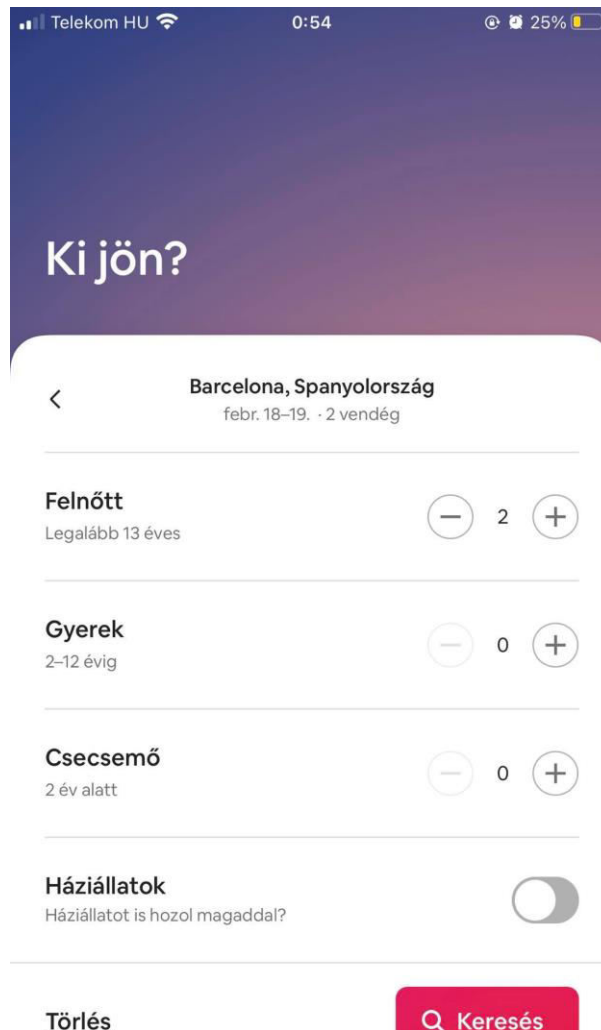 Telekom HU 0:54 25%
Ki jön?
Barcelona, Spanyolország
febr. 18–19. · 2 vendég
Felnőtt
Legalább 13 éves
2
Gyerek
2–12 évig
0
Csecsemő
2 év alatt
0
Háziállatok
Háziállatot is hozol magaddal?
Törlés
Keresés